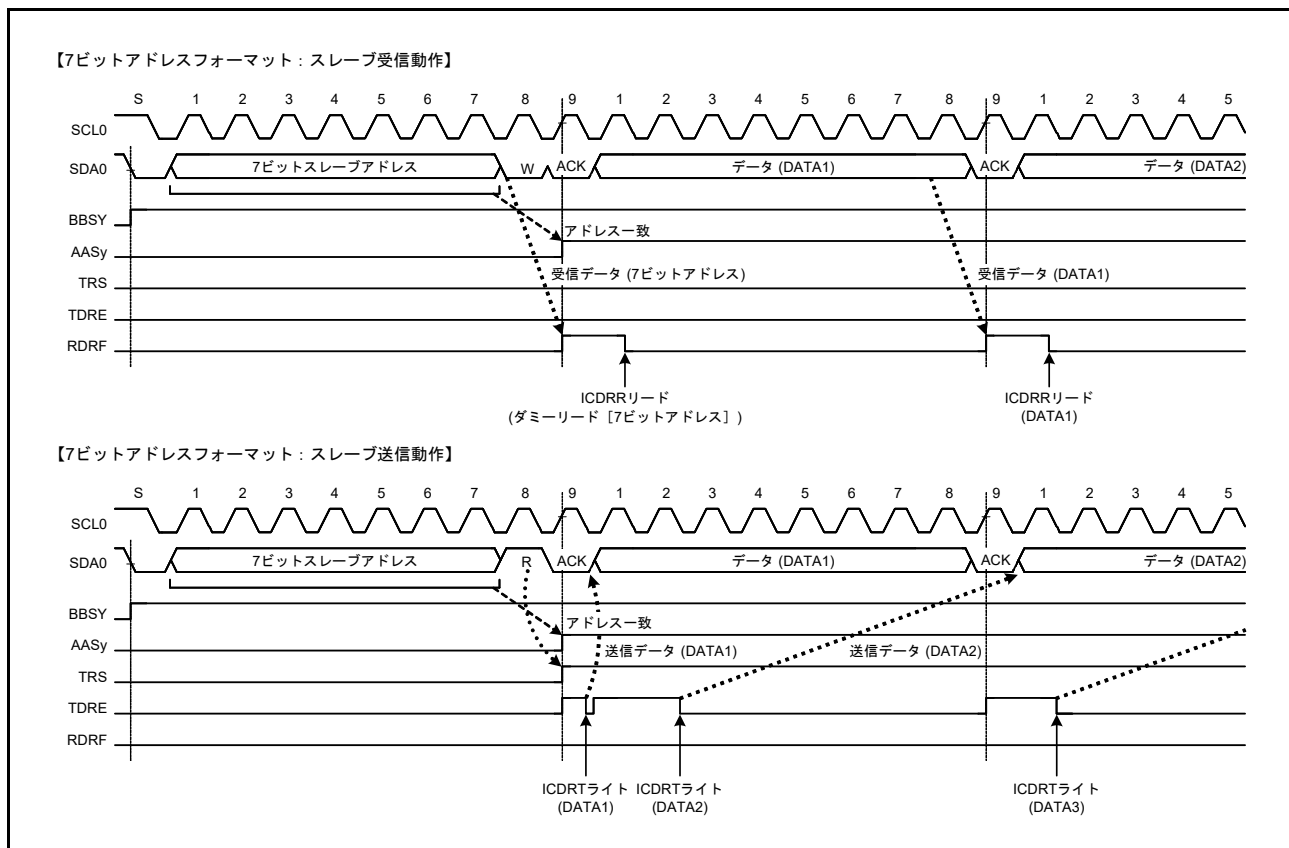 【7ビットアドレスフォーマット：スレーブ受信動作】
S 1 2 3 4 5 6 7 8 9 1 2 3 4 5 6 7 8 9 1 2 3 4 5
SCL0
SDA0 7ビットスレーブアドレス W ACK データ (DATA1) ACK データ (DATA2)
BBSY
アドレス一致
AASy
受信データ (7ビットアドレス) 受信データ (DATA1)
TRS
TDRE
RDRF
ICDRRリード ICDRRリード
(ダミーリード［7ビットアドレス］) (DATA1)
【7ビットアドレスフォーマット：スレーブ送信動作】
S 1 2 3 4 5 6 7 8 9 1 2 3 4 5 6 7 8 9 1 2 3 4 5
SCL0
SDA0 7ビットスレーブアドレス R ACK データ (DATA1) ACK データ (DATA2)
BBSY
アドレス一致
AASy
送信データ (DATA1) 送信データ (DATA2)
TRS
TDRE
RDRF
ICDRTライト ICDRTライト ICDRTライト
(DATA1) (DATA2) (DATA3)